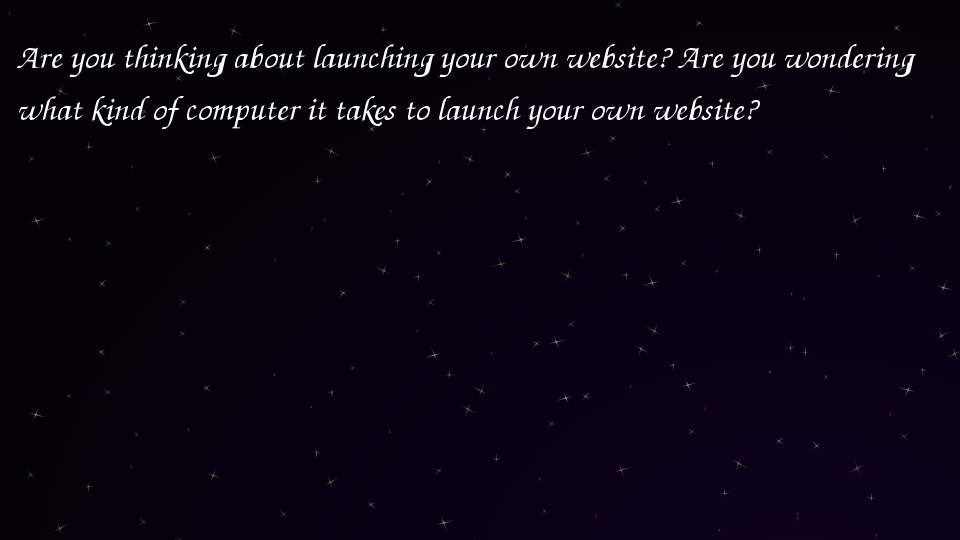 Are you thinking about launching your own website? Are you wondering
what kind of computer it takes to launch your own website?